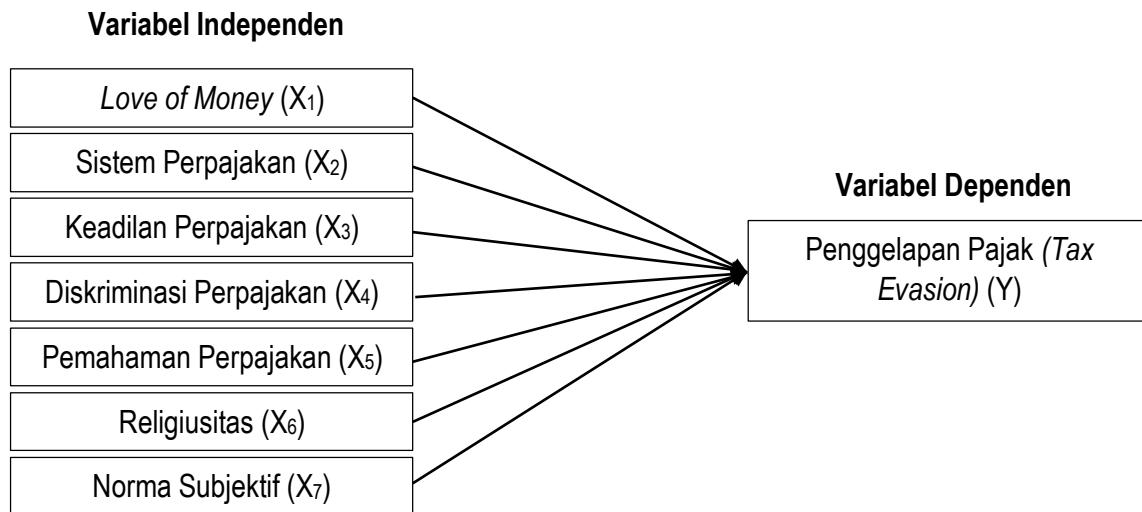 Variabel Independen
Love of Money (X₁)
Sistem Perpajakan (X₂)
Keadilan Perpajakan (X₃)
Diskriminasi Perpajakan (X₄)
Pemahaman Perpajakan (X₅)
Religiusitas (X₆)
Norma Subjektif (X₇)
Variabel Dependen
Penggelapan Pajak (Tax
Evasion) (Y)